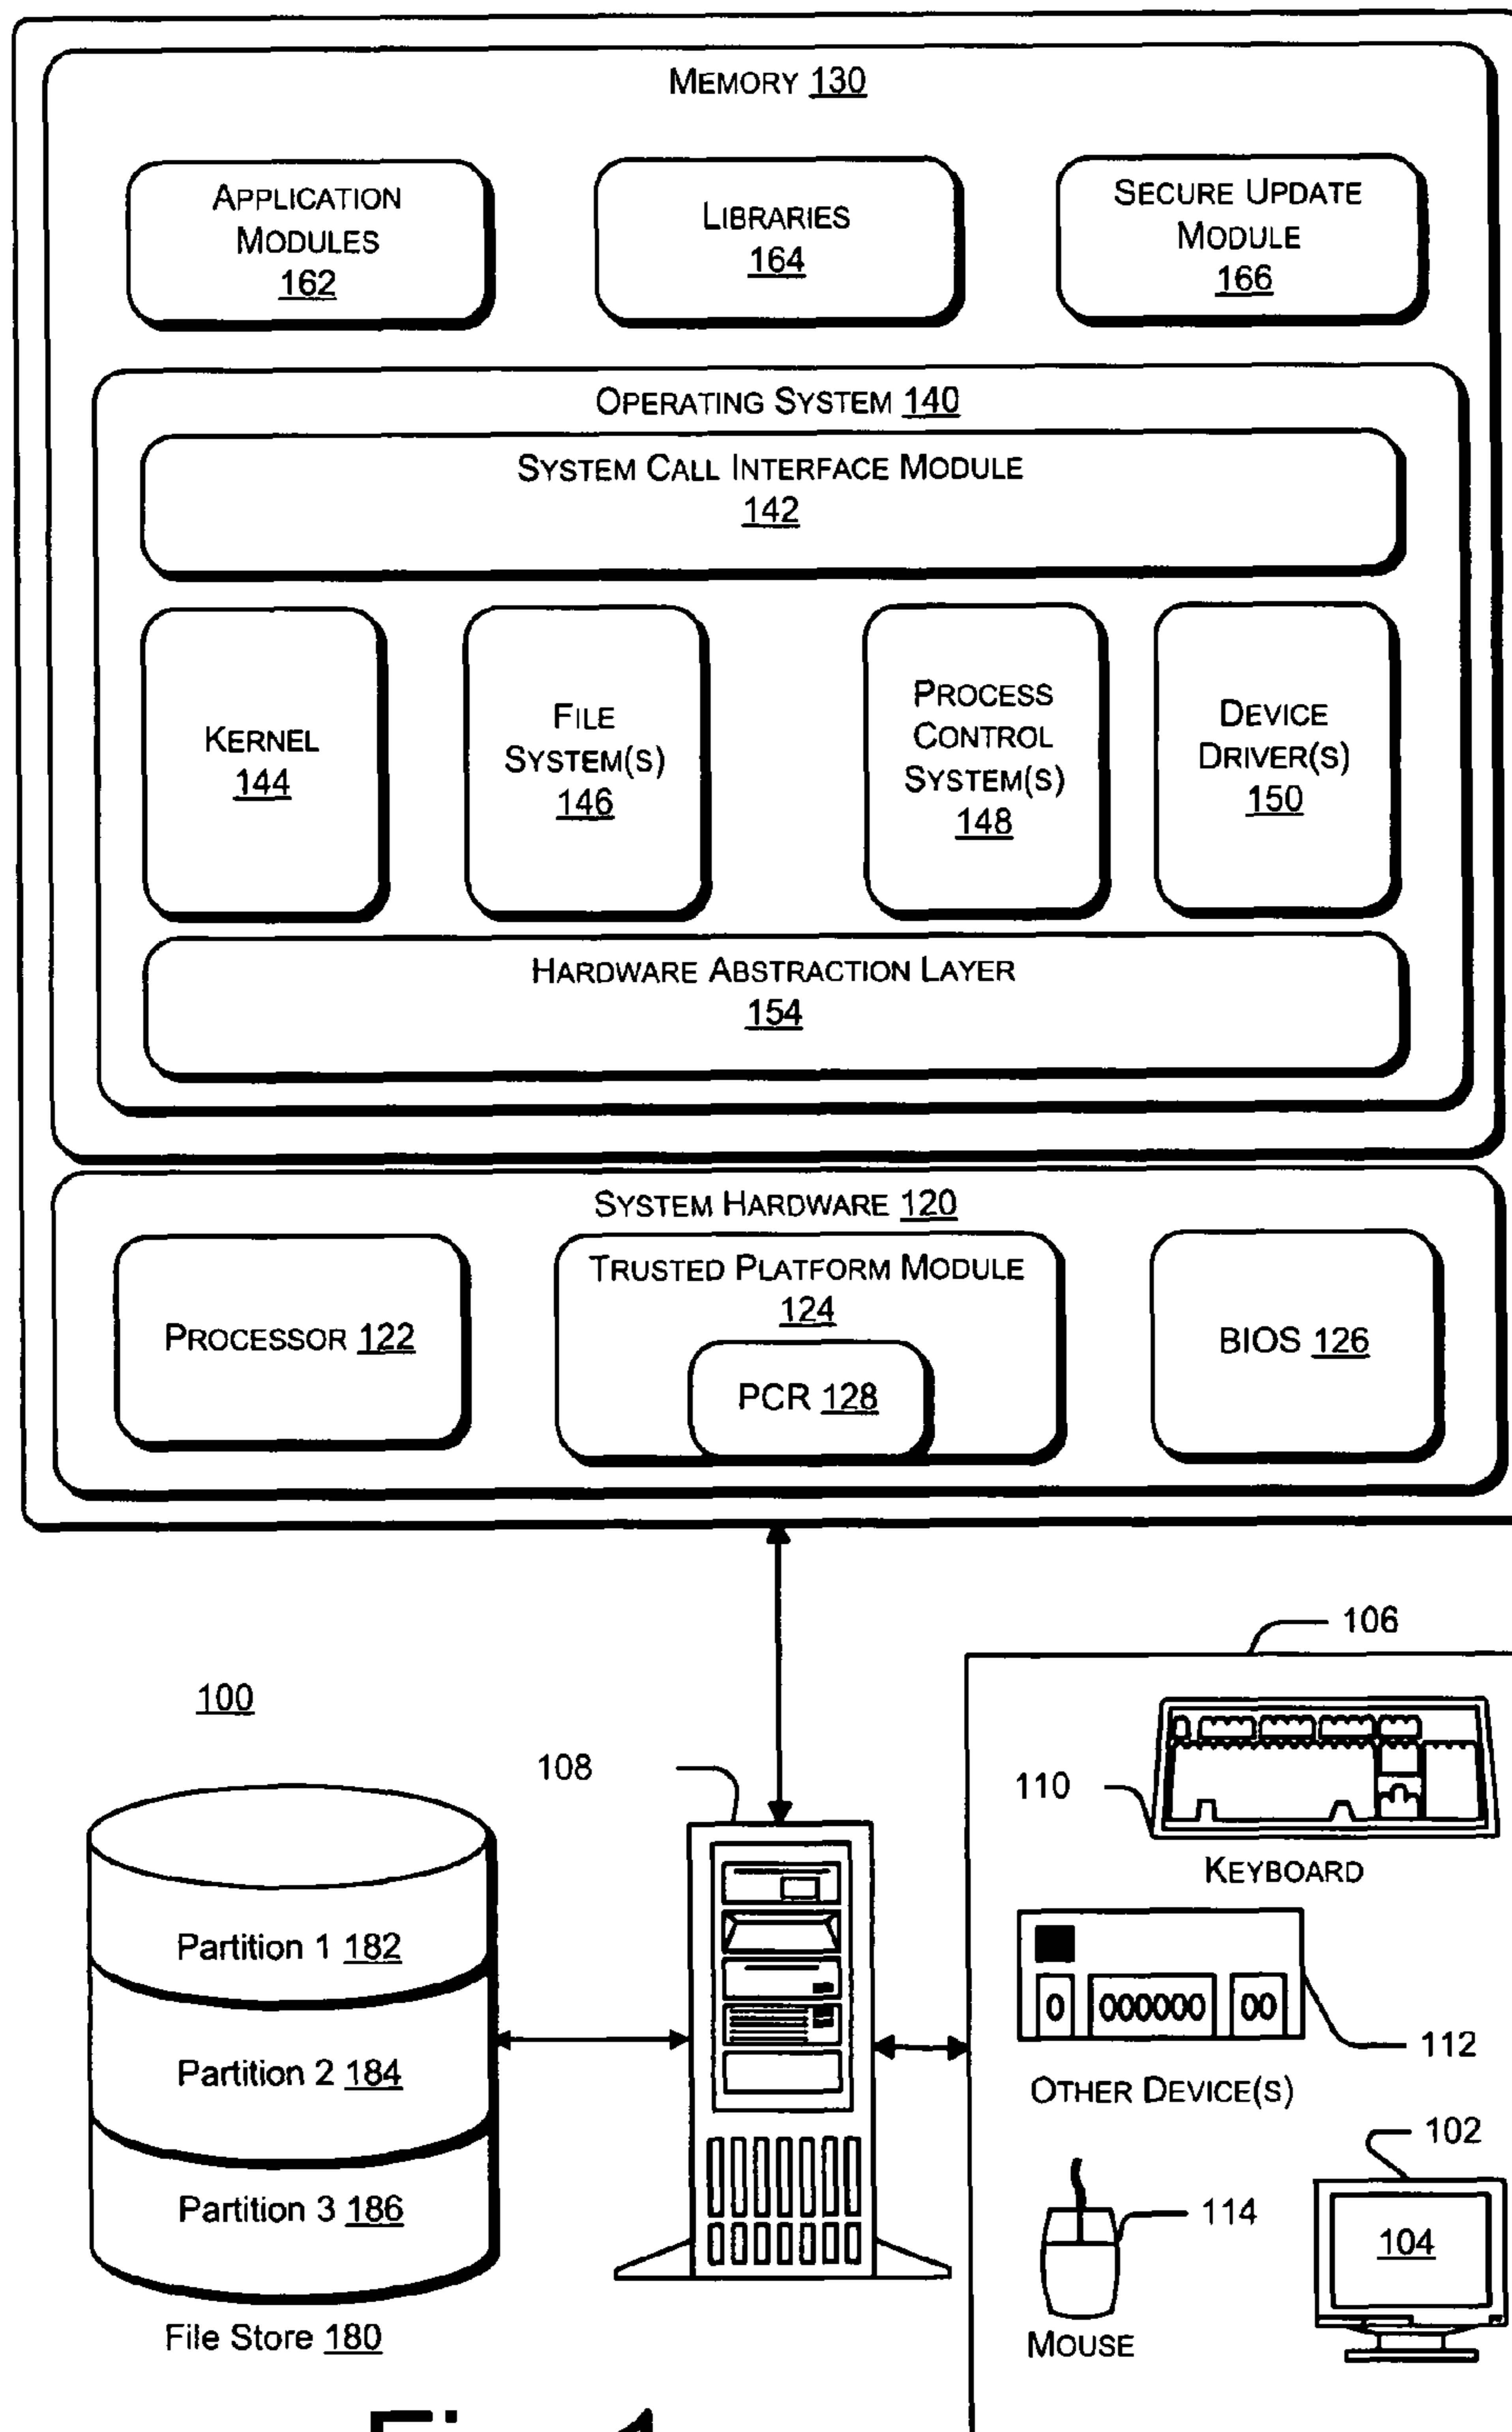 MEMORY 130
APPLICATION
MODULES
162
LIBRARIES
164
SECURE UPDATE
MODULE
166
OPERATING SYSTEM 140
SYSTEM CALL INTERFACE MODULE
142
KERNEL
144
FILE
SYSTEM(S)
146
PROCESS
CONTROL
SYSTEM(S)
148
DEVICE
DRIVER(S)
150
HARDWARE ABSTRACTION LAYER
154
SYSTEM HARDWARE 120
PROCESSOR 122
TRUSTED PLATFORM MODULE
124
PCR 128
BIOS 126
106
100
108
110
KEYBOARD
Partition 1 182
Partition 2 184
Partition 3 186
File Store 180
112
OTHER DEVICE(S)
102
114
104
MOUSE